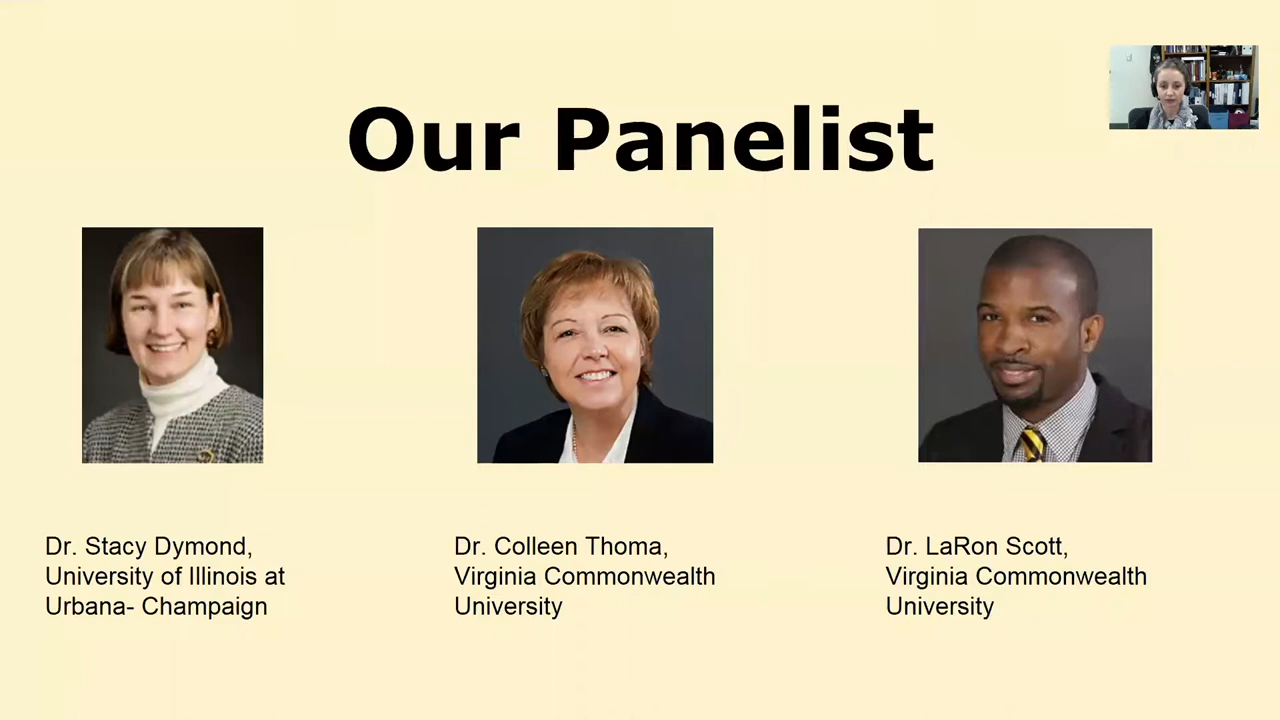 Our Panelist
Dr. Stacy Dymond,
University of Illinois at
Urbana- Champaign
Dr. Colleen Thoma,
Virginia Commonwealth
University
Dr. LaRon Scott,
Virginia Commonwealth
University